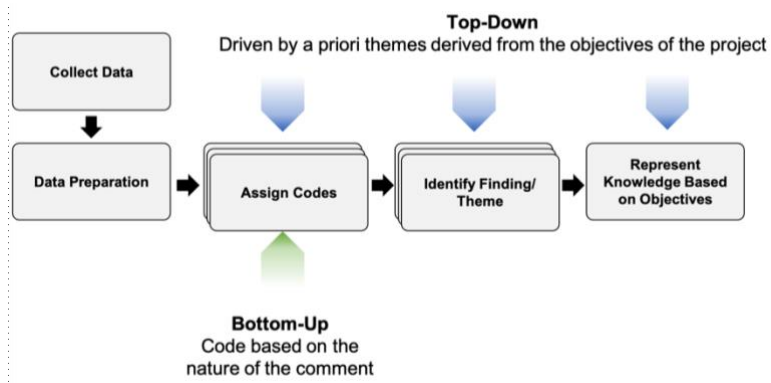 Top-Down
Driven by a priori themes derived from the objectives of the project
Collect Data
Data Preparation
Assign Codes
Identify Finding/
Theme
Represent
Knowledge Based
on Objectives
Bottom-Up
Code based on the
nature of the comment